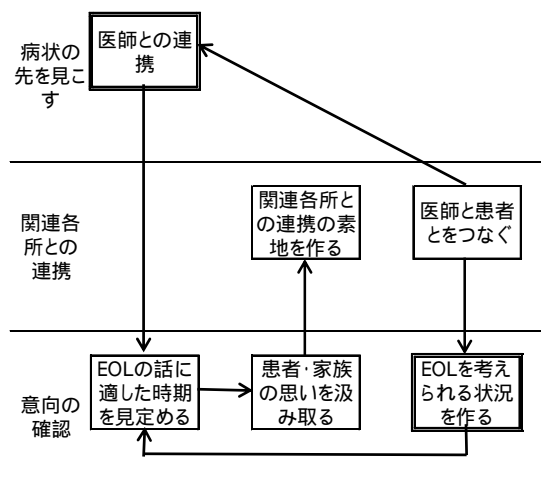 病状の
先を見こ
す
医師との連
携
関連各
所との
連携
関連各所と
の連携の素
地を作る
医師と患者
とをつなぐ
意向の
確認
EOLの話に
適した時期
を見定める
患者・家族
の思いを汲
み取る
EOLを考え
られる状況
を作る